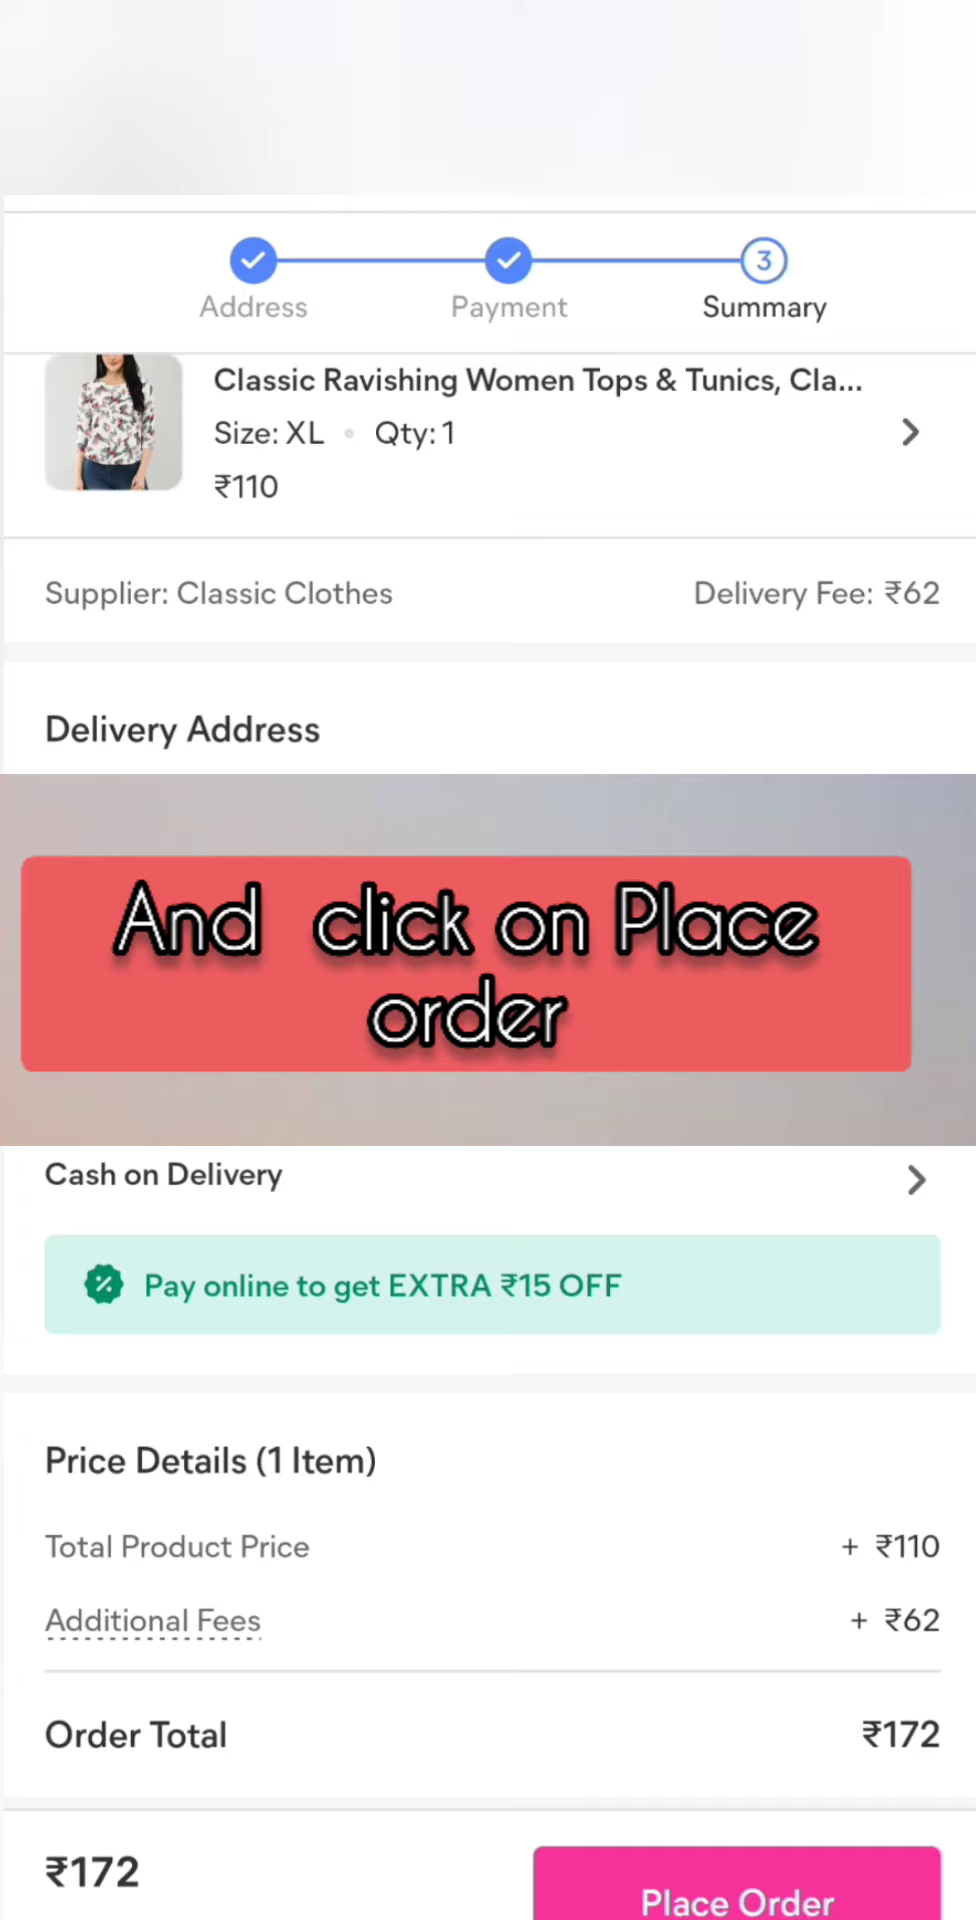 Address Payment 3 Summary
Classic Ravishing Women Tops & Tunics, Cla...
Size: XL • Qty: 1
₹110
Supplier: Classic Clothes Delivery Fee: ₹62
Delivery Address
And click on Place
order
Cash on Delivery
Pay online to get EXTRA ₹15 OFF
Price Details (1 Item)
Total Product Price + ₹110
Additional Fees + ₹62
Order Total ₹172
₹172 Place Order